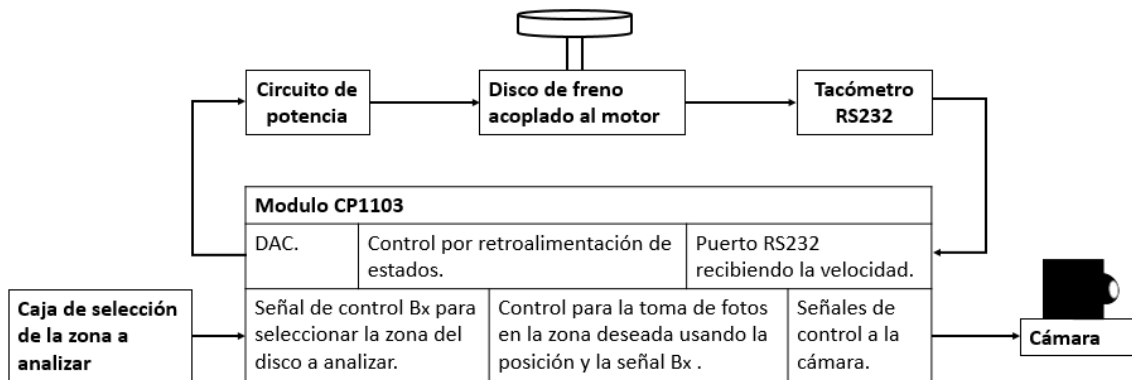 Circuito de
potencia
Disco de freno
acoplado al motor
Tacómetro
RS232
Modulo CP1103
DAC.
Control por retroalimentación de
estados.
Puerto RS232
recibiendo la velocidad.
Caja de selección
de la zona a
analizar
Señal de control Bx para
seleccionar la zona del
disco a analizar.
Control para la toma de fotos
en la zona deseada usando la
posición y la señal Bx .
Señales de
control a la
cámara.
Cámara